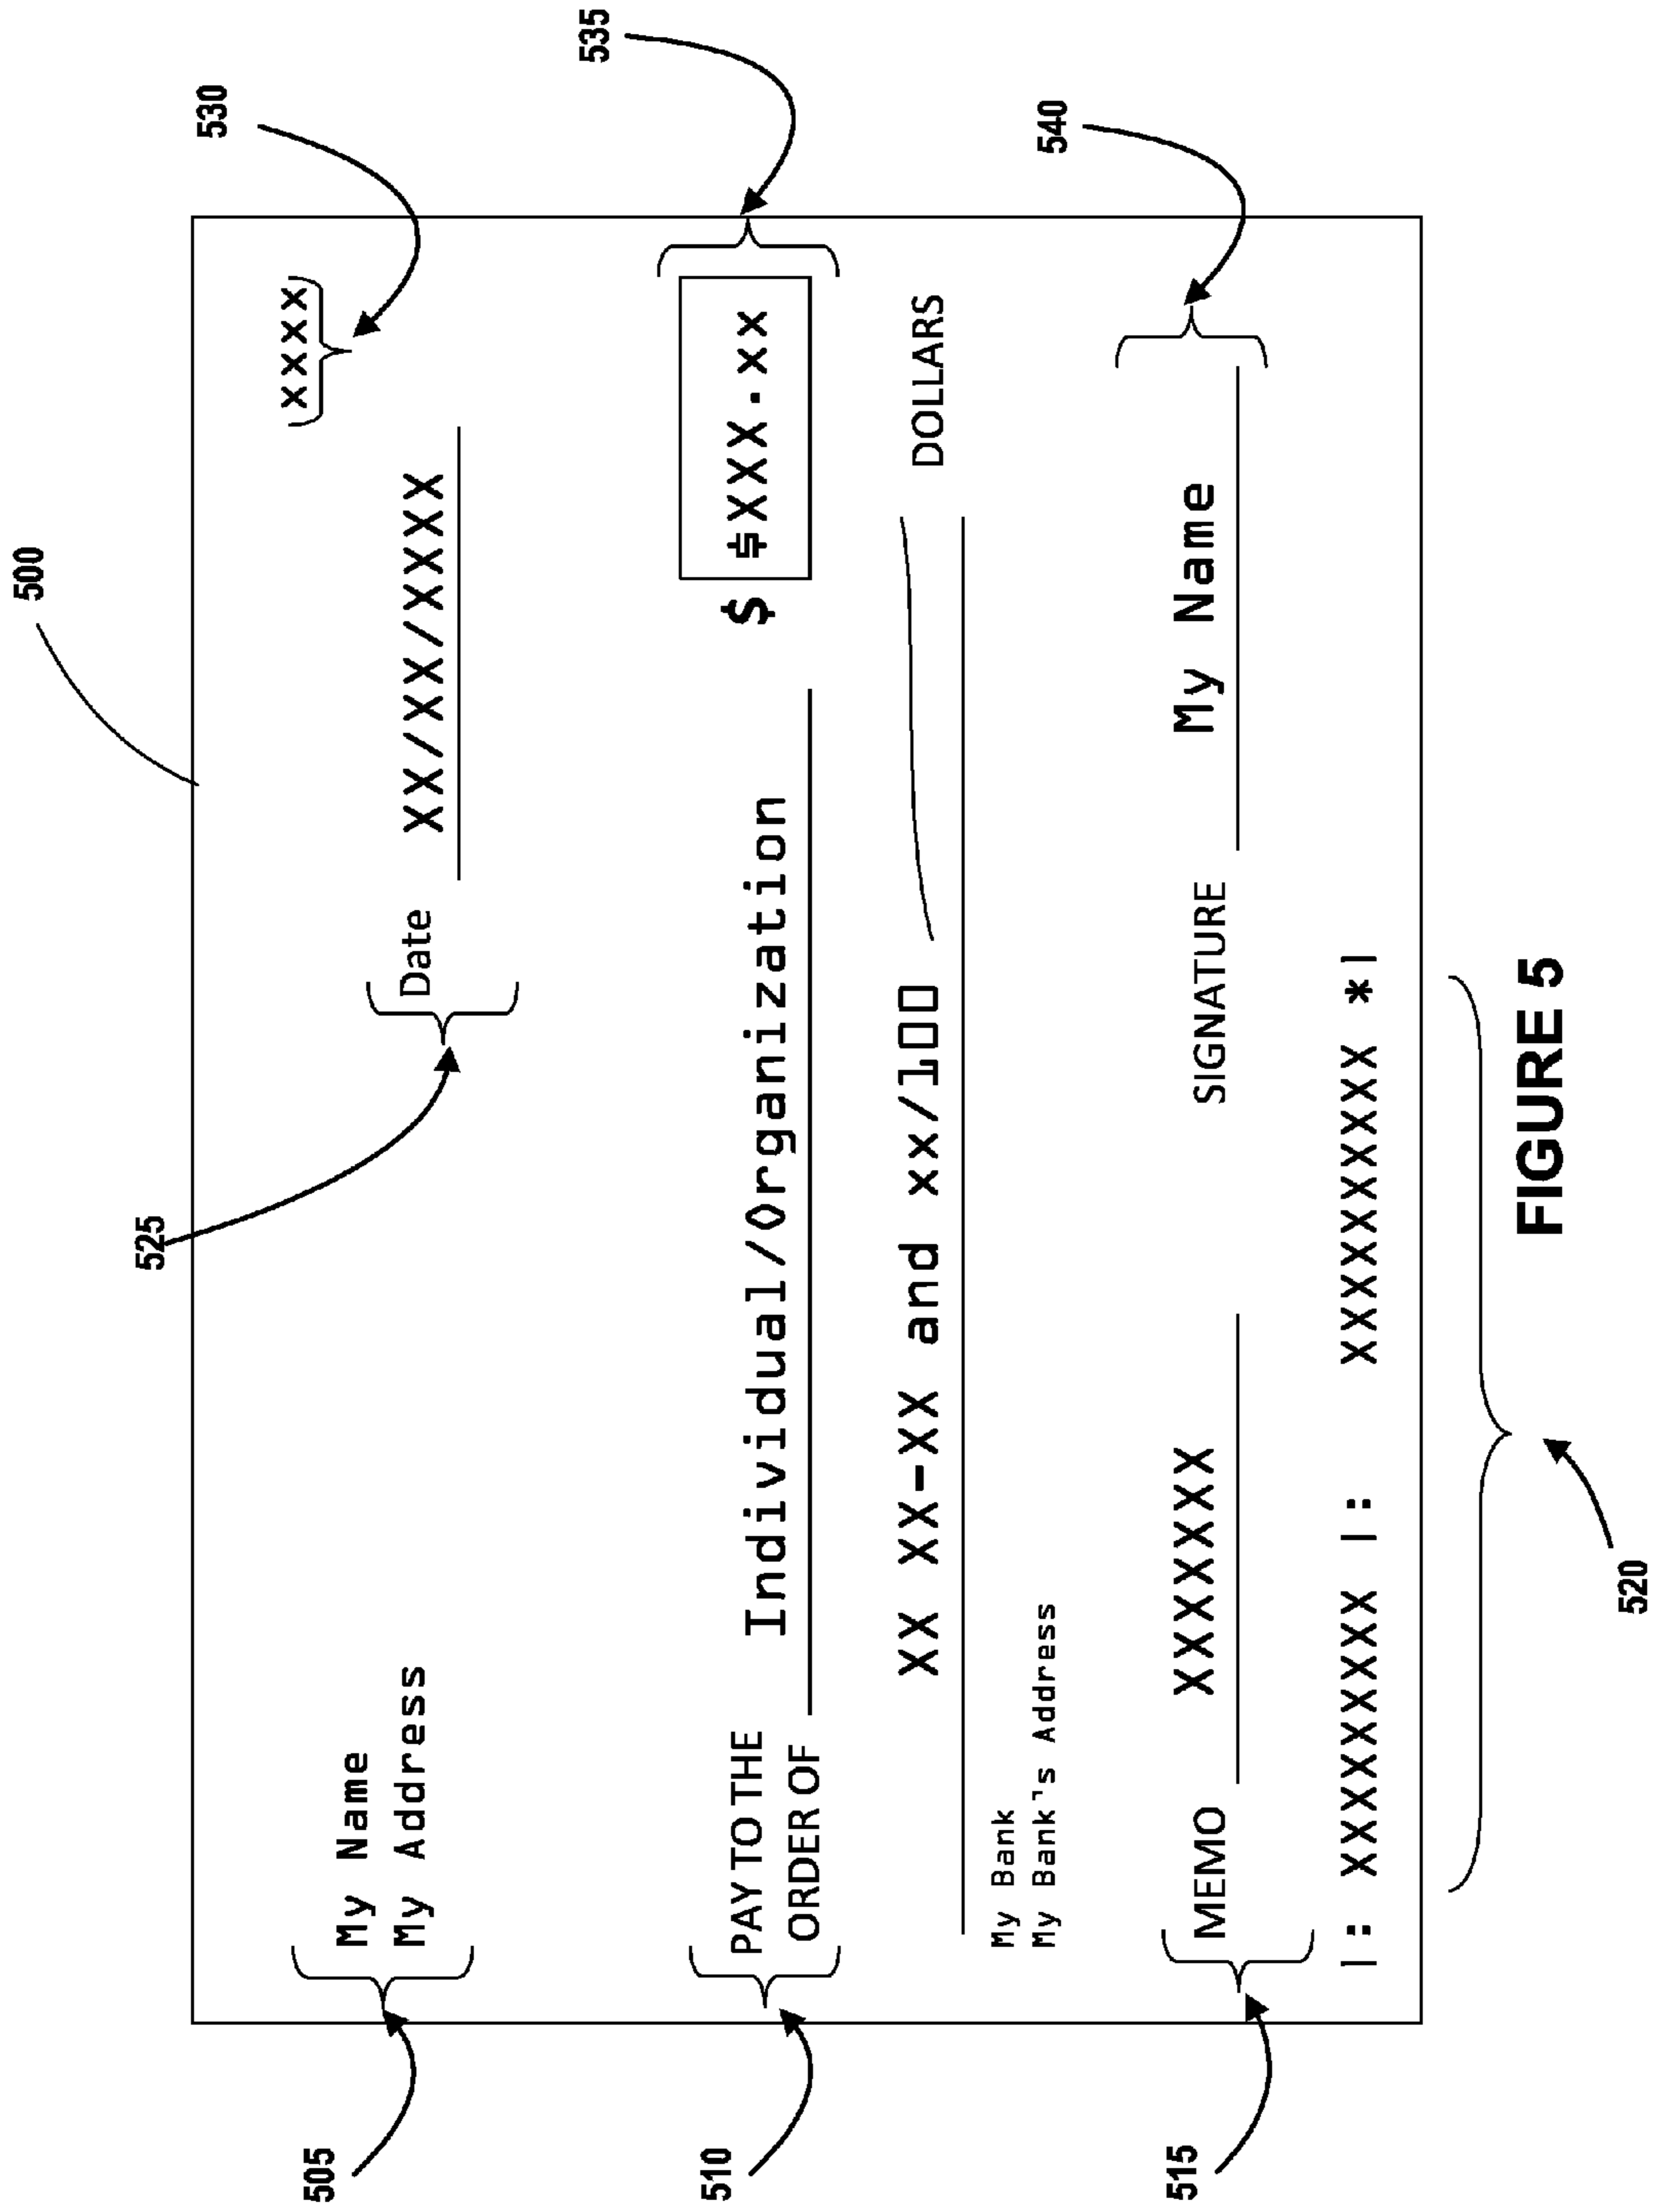 500
530
535
525
xxxx
My Name
My Address
Date XX/XX/XXXX
505
PAY TO THE
ORDER OF Individual/Organization $ $XXX.xx
510
XX XX-XX and xx/100 DOLLARS
My Bank
My Bank's Address
540
MEMO XXXXXXX SIGNATURE My Name
515
|: XXXXXXXXX |: XXXXXXXXXX *|
520
FIGURE 5